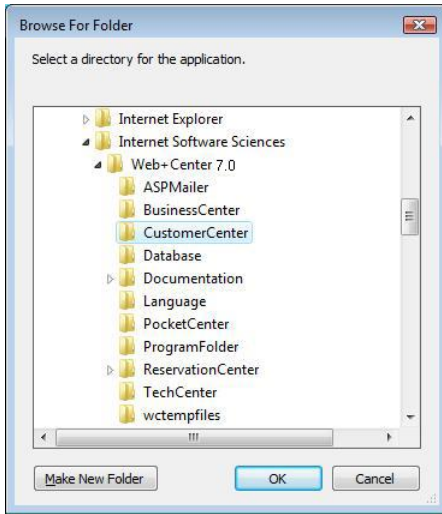 Browse For Folder
Select a directory for the application.
Internet Explorer
Internet Software Sciences
Web+Center 7.0
ASPMailer
BusinessCenter
CustomerCenter
Database
Documentation
Language
PocketCenter
ProgramFolder
ReservationCenter
TechCenter
wctempfiles
Make New Folder OK Cancel